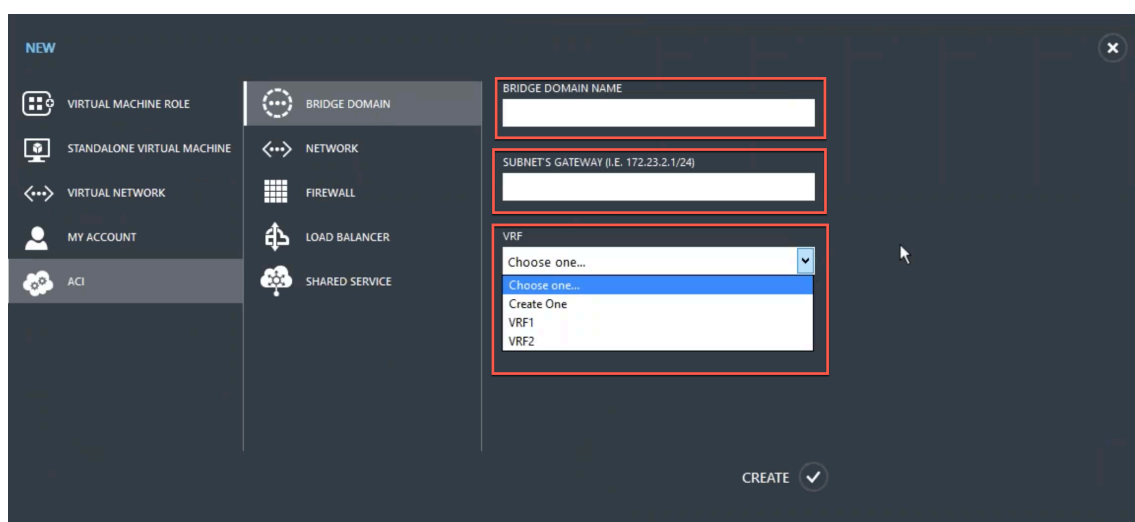 NEW
VIRTUAL MACHINE ROLE
STANDALONE VIRTUAL MACHINE
VIRTUAL NETWORK
MY ACCOUNT
ACI
BRIDGE DOMAIN
NETWORK
FIREWALL
LOAD BALANCER
SHARED SERVICE
BRIDGE DOMAIN NAME
SUBNET'S GATEWAY (I.E. 172.23.2.1/24)
VRF
Choose one...
Choose one...
Create One
VRF1
VRF2
CREATE